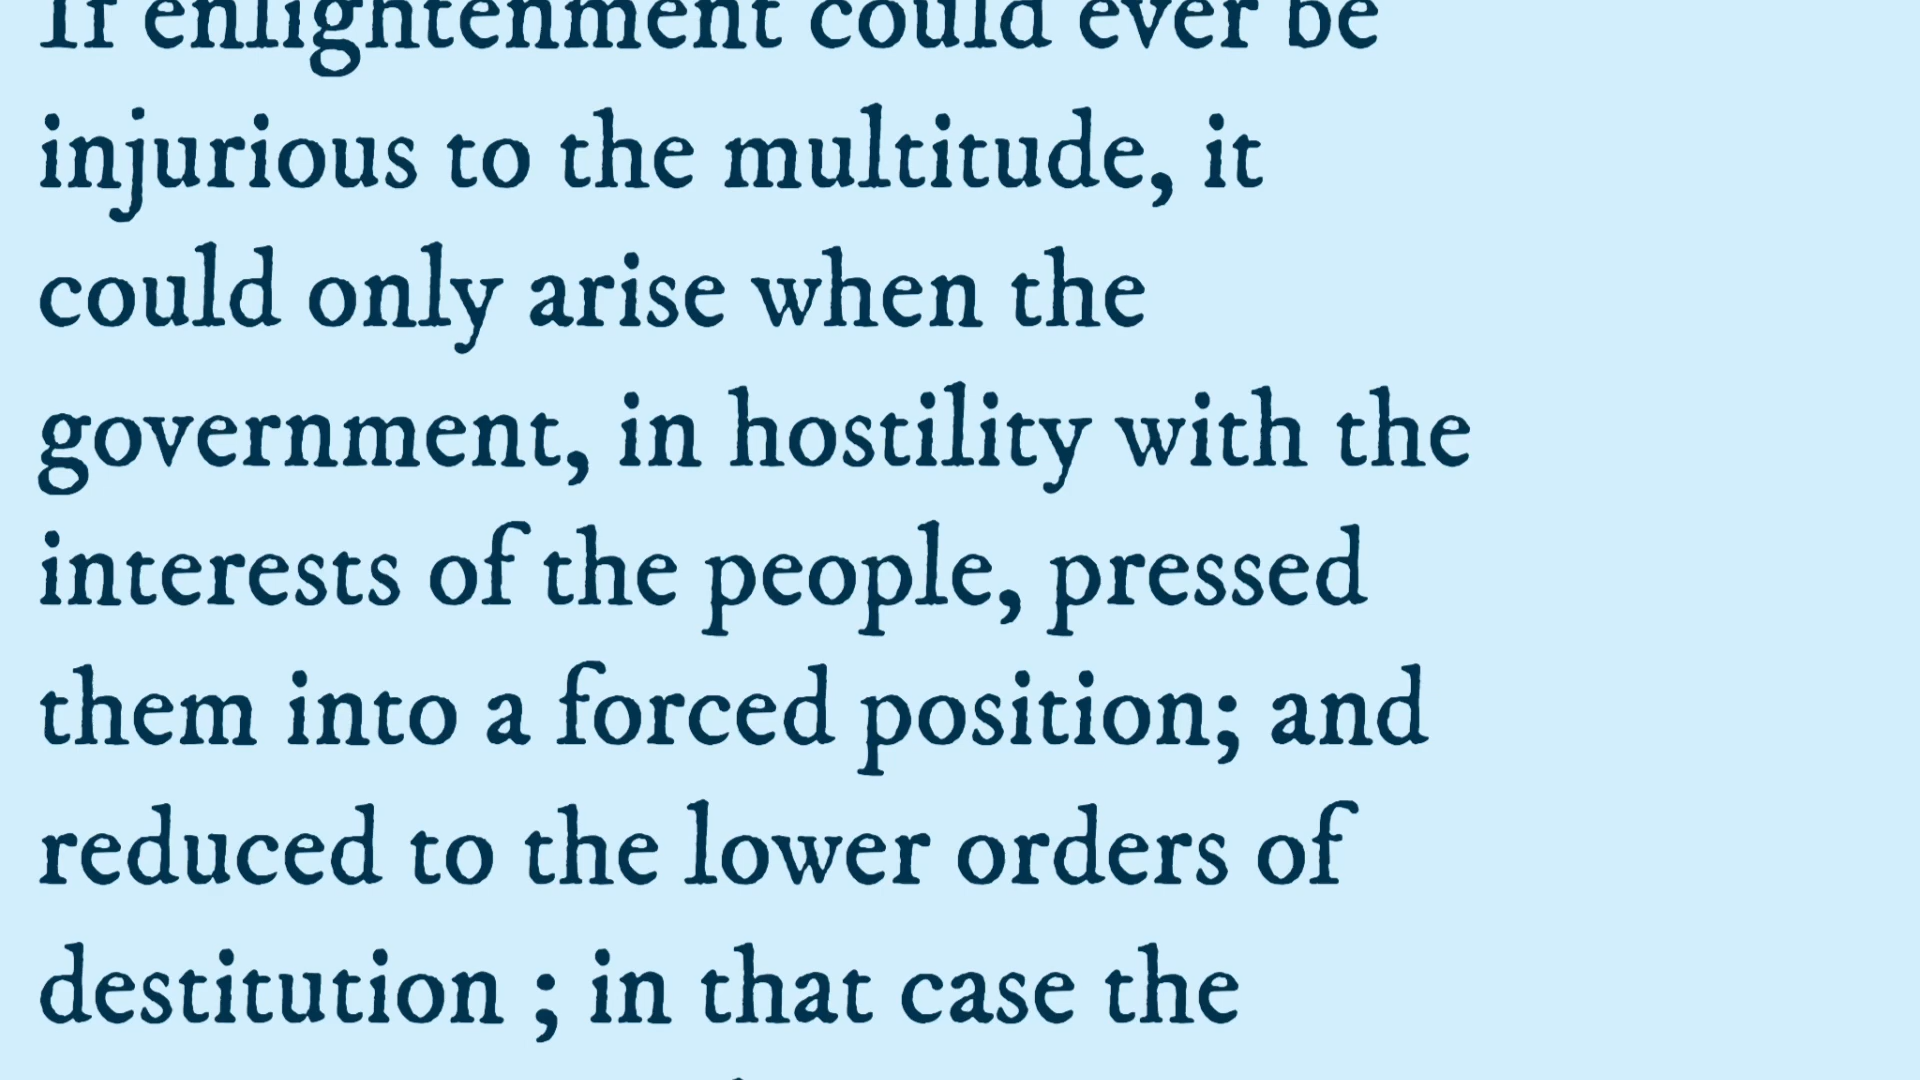 If enlightenment could ever be
injurious to the multitude, it
could only arise when the
government, in hostility with the
interests of the people, pressed
them into a forced position; and
reduced to the lower orders of
destitution ; in that case the